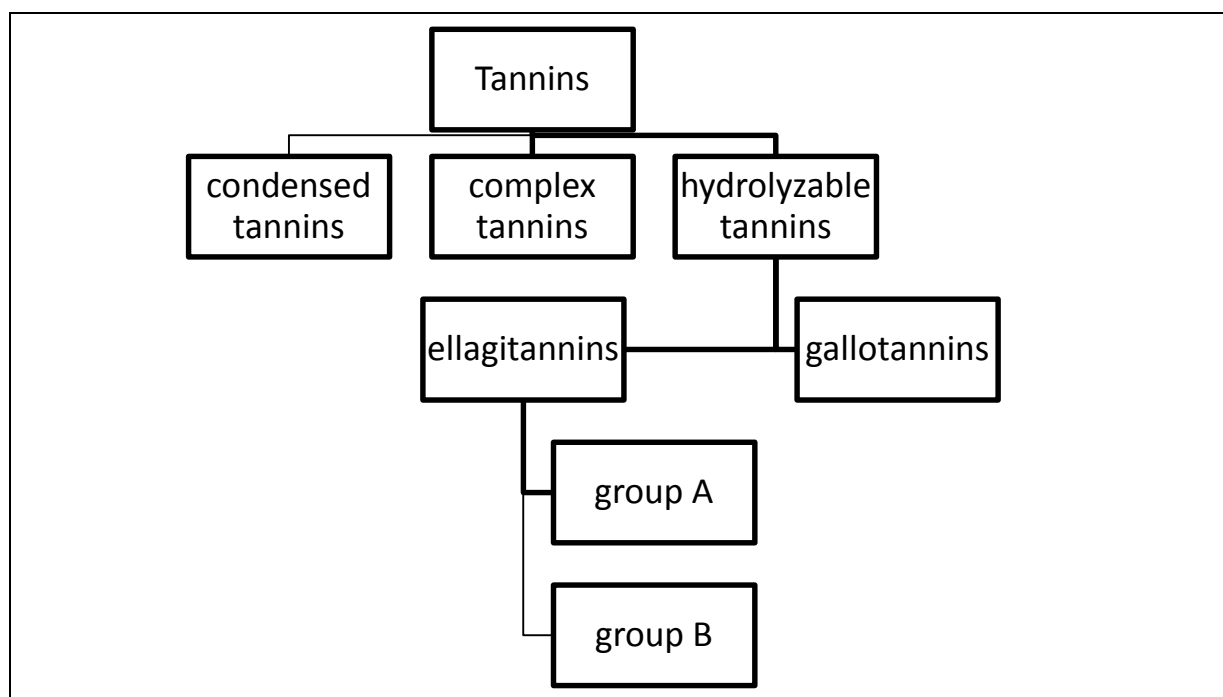 Tannins
condensed
tannins
complex
tannins
hydrolyzable
tannins
ellagitannins
gallotannins
group A
group B